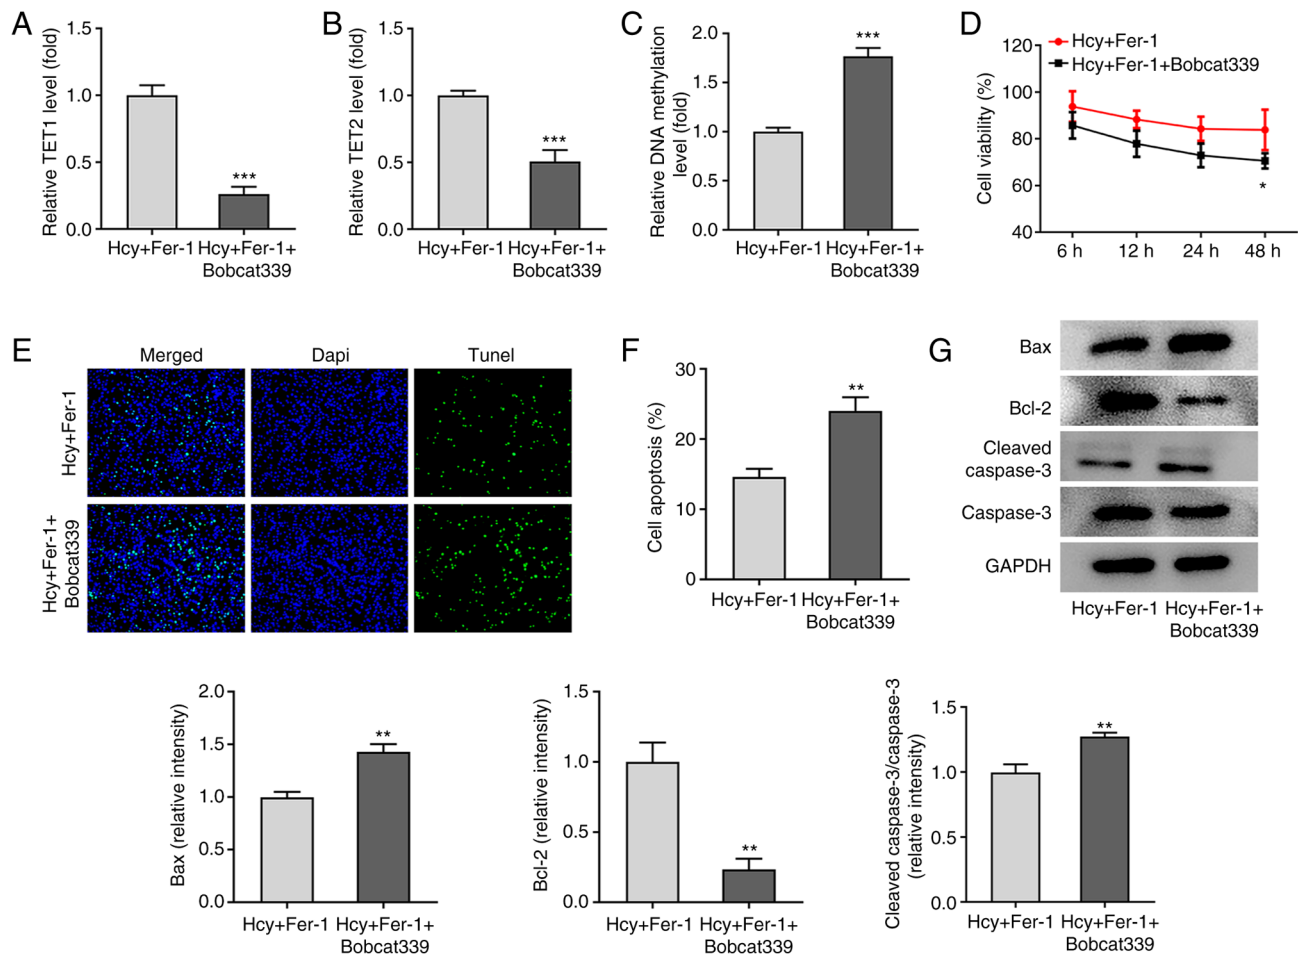 A
Relative TET1 level (fold)
1.5
1.0
0.5
0.0
***
Hcy+Fer-1
Hcy+Fer-1+
Bobcat339
B
Relative TET2 level (fold)
1.5
1.0
0.5
0.0
***
Hcy+Fer-1
Hcy+Fer-1+
Bobcat339
C
Relative DNA methylation
level (fold)
2.0
1.5
1.0
0.5
0.0
***
Hcy+Fer-1
Hcy+Fer-1+
Bobcat339
D
Cell viability (%)
120
100
80
60
40
Hcy+Fer-1
Hcy+Fer-1+Bobcat339
*
6 h
12 h
24 h
48 h
E
Merged
Dapi
Tunel
Hcy+Fer-1
Hcy+Fer-1+
Bobcat339
F
Cell apoptosis (%)
30
20
10
0
**
Hcy+Fer-1
Hcy+Fer-1+
Bobcat339
G
Bax
Bcl-2
Cleaved
caspase-3
Caspase-3
GAPDH
Hcy+Fer-1
Hcy+Fer-1+
Bobcat339
Bax (relative intensity)
2.0
1.5
1.0
0.5
0.0
**
Hcy+Fer-1
Hcy+Fer-1+
Bobcat339
Bcl-2 (relative intensity)
1.5
1.0
0.5
0.0
**
Hcy+Fer-1
Hcy+Fer-1+
Bobcat339
Cleaved caspase-3/caspase-3
(relative intensity)
1.5
1.0
0.5
0.0
**
Hcy+Fer-1
Hcy+Fer-1+
Bobcat339